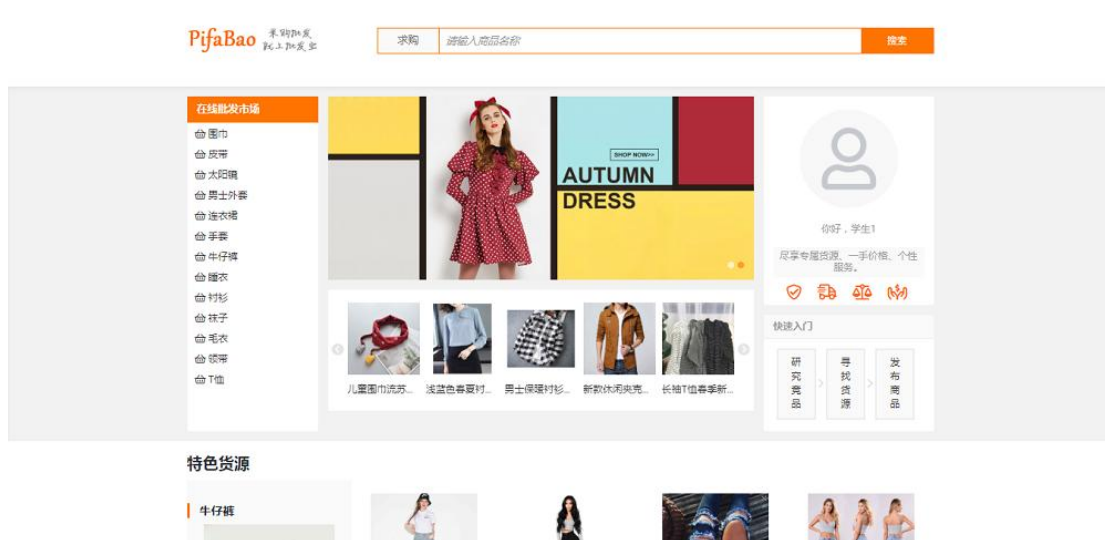 PifaBao 采购批发
就上批发宝
求购 请输入商品名称 搜索
在线批发市场
围巾
皮带
太阳镜
男士外套
连衣裙
手套
牛仔裤
睡衣
衬衫
袜子
毛衣
领带
T恤
SHOP NOW>>
AUTUMN
DRESS
儿童围巾流苏...
浅蓝色春夏衬...
男士保暖衬衫...
新款休闲夹克...
长袖T恤春季新...
你好，学生1
尽享专属货源、一手价格、个性
服务。
快速入门
研究竞品
寻找货源
发布商品
特色货源
牛仔裤